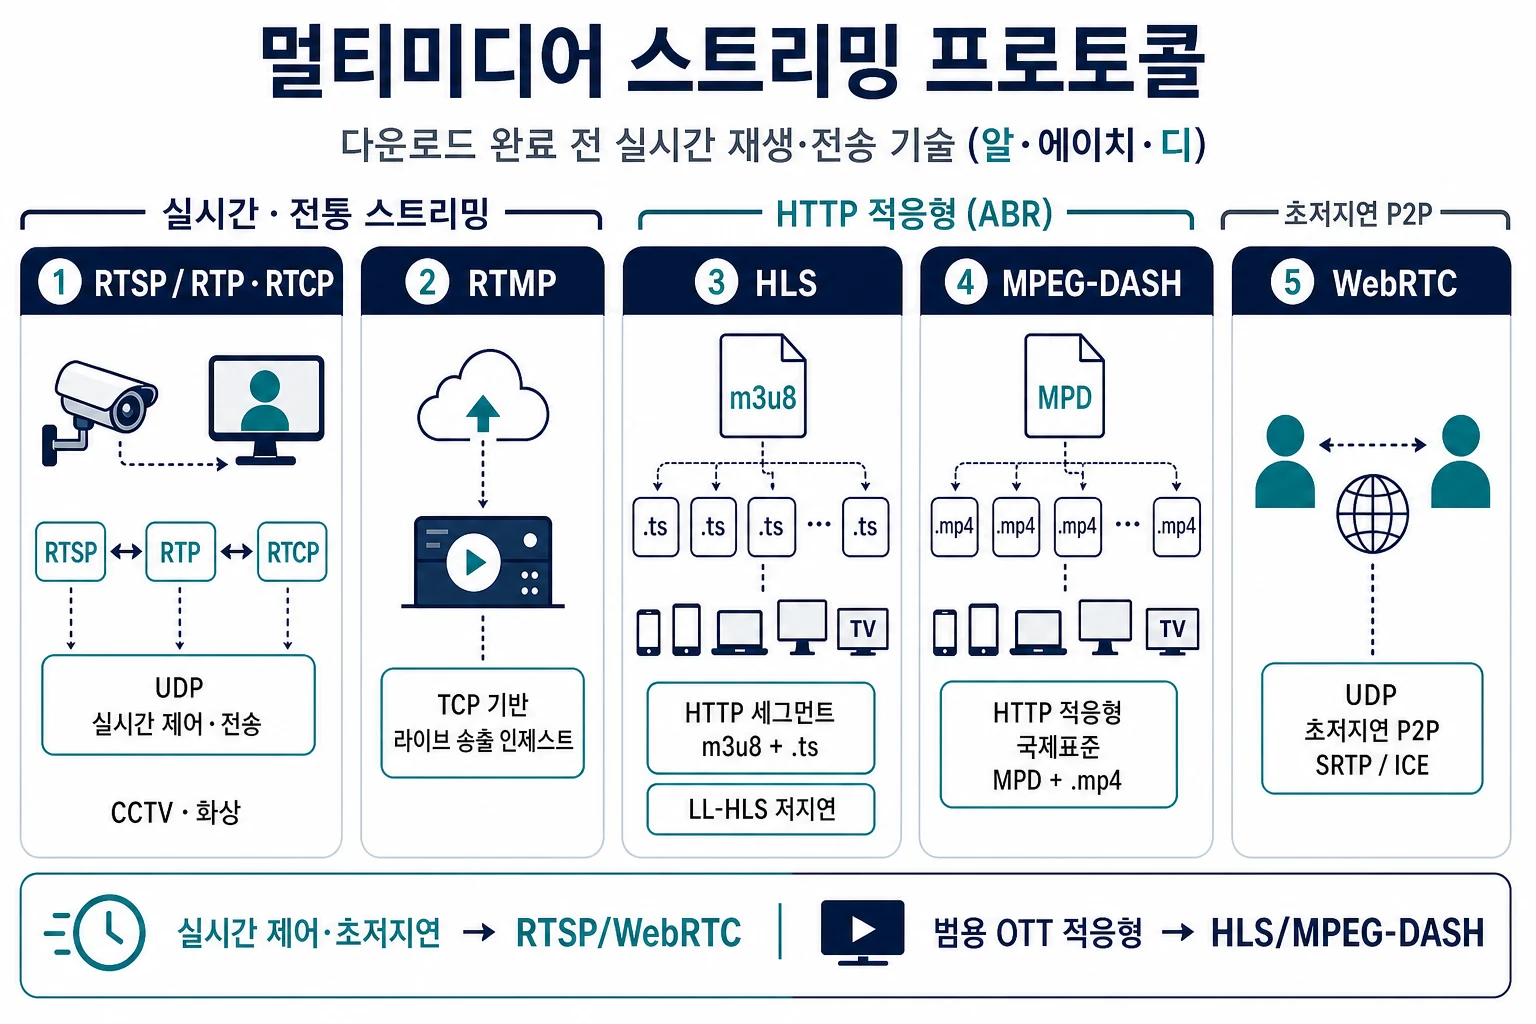 멀티미디어 스트리밍 프로토콜
다운로드 완료 전 실시간 재생·전송 기술 (알·에이치·디)
실시간 · 전통 스트리밍
HTTP 적응형 (ABR)
초저지연 P2P
1 RTSP / RTP · RTCP
RTSP
RTP
RTCP
UDP
실시간 제어 · 전송
CCTV · 화상
2 RTMP
TCP 기반
라이브 송출 인제스트
3 HLS
m3u8
.ts
.ts
.ts
...
.ts
TV
HTTP 세그먼트
m3u8 + .ts
LL-HLS 저지연
4 MPEG-DASH
MPD
.mp4
.mp4
.mp4
...
.mp4
TV
HTTP 적응형
국제표준
MPD + .mp4
5 WebRTC
UDP
초저지연 P2P
SRTP / ICE
실시간 제어·초저지연 → RTSP/WebRTC
범용 OTT 적응형 → HLS/MPEG-DASH